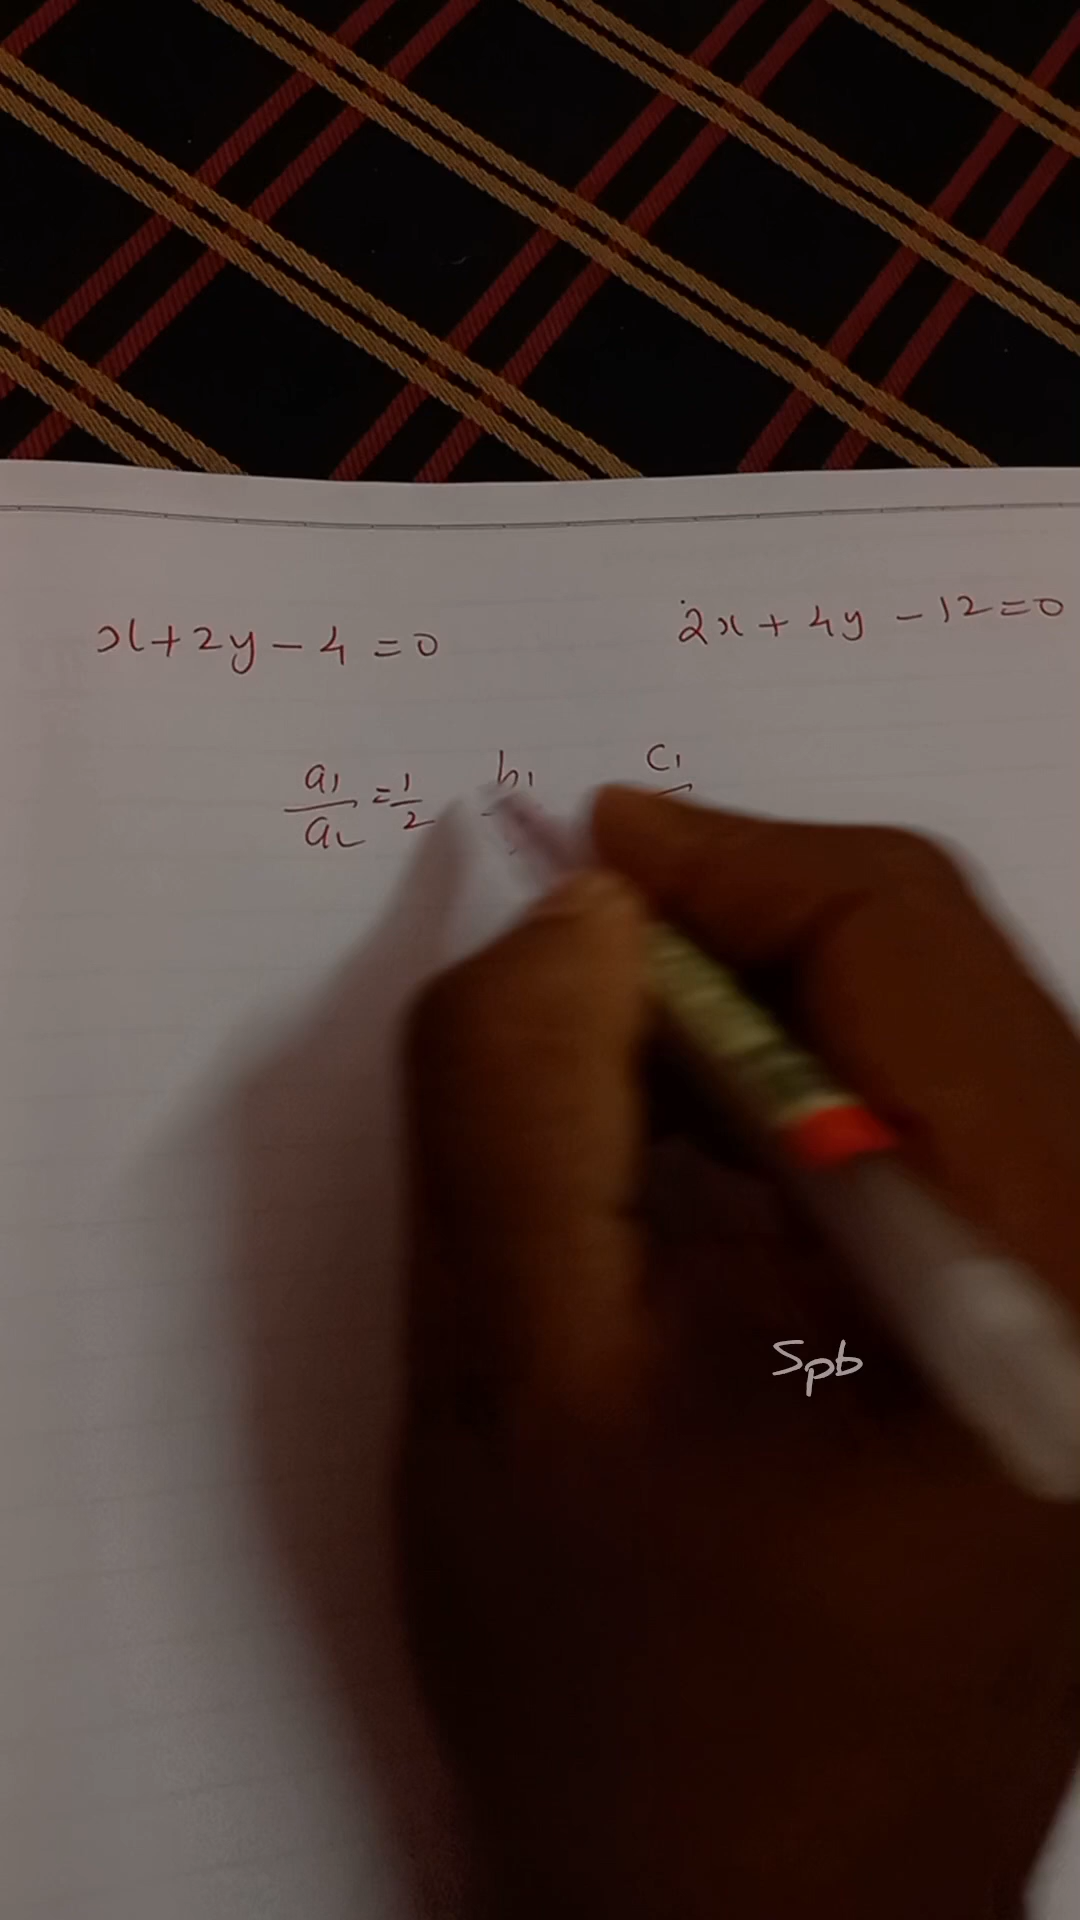 x+2y-4=0 2x+4y-12=0
a1/a2 = 1/2 b1 c1
Spb